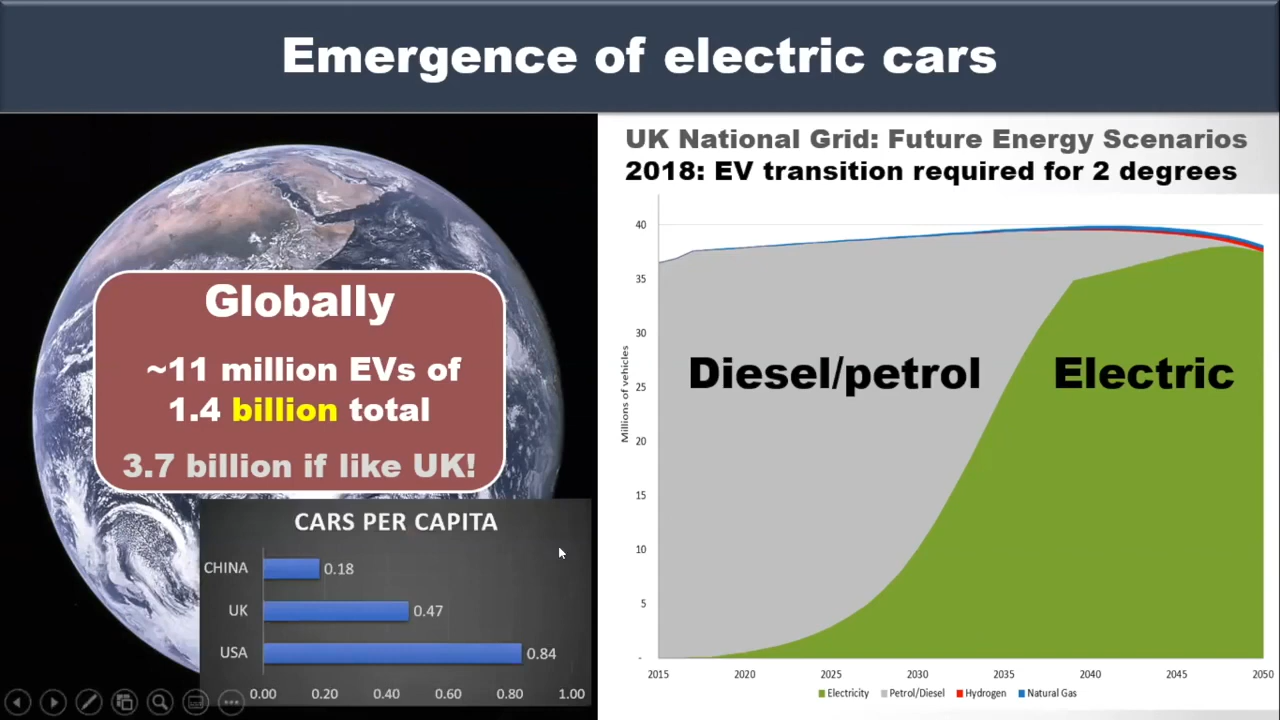 Emergence of electric cars
Globally
~11 million EVs of
1.4 billion total
3.7 billion if like UK!
CARS PER CAPITA
CHINA 0.18
UK 0.47
USA 0.84
0.00 0.20 0.40 0.60 0.80 1.00
UK National Grid: Future Energy Scenarios
2018: EV transition required for 2 degrees
Millions of vehicles
40
35
30
25
20
15
10
5
-
Diesel/petrol
Electric
2015 2020 2025 2030 2035 2040 2045 2050
Electricity Petrol/Diesel Hydrogen Natural Gas